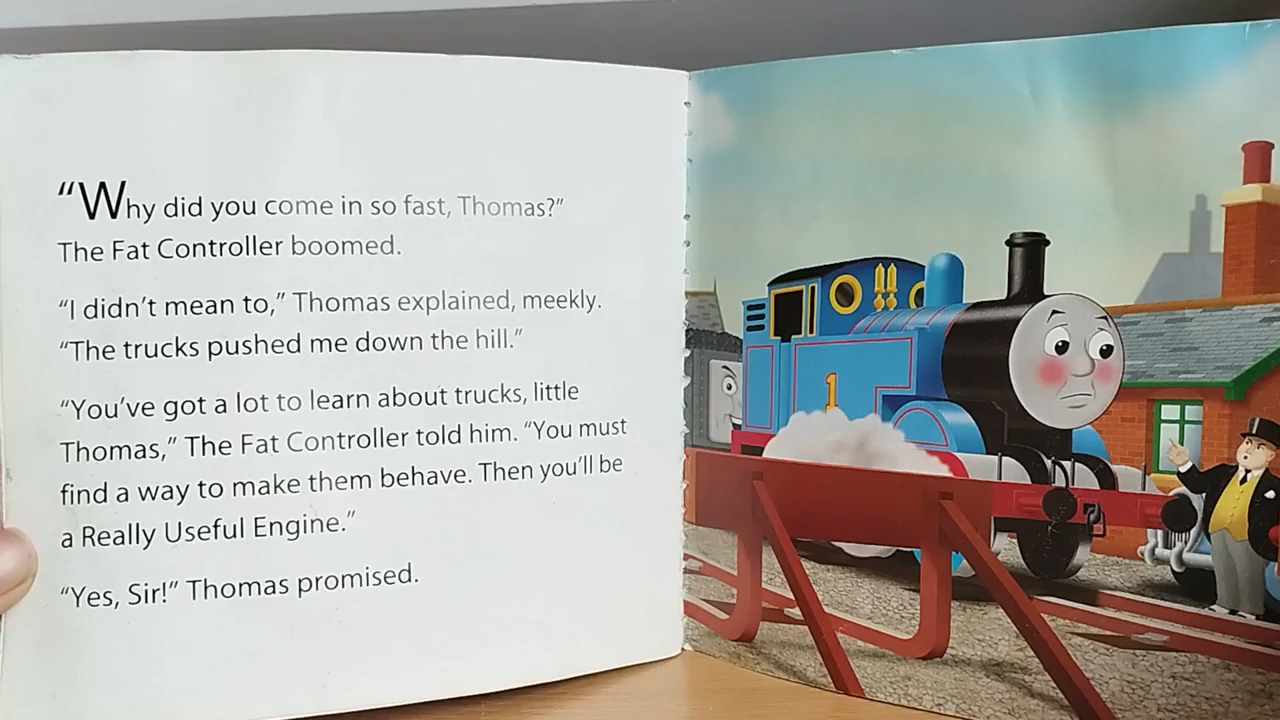 “Why did you come in so fast, Thomas?”
The Fat Controller boomed.
“I didn’t mean to,” Thomas explained, meekly.
“The trucks pushed me down the hill.”
“You’ve got a lot to learn about trucks, little
Thomas,” The Fat Controller told him. “You must
find a way to make them behave. Then you’ll be
a Really Useful Engine.”
“Yes, Sir!” Thomas promised.
1